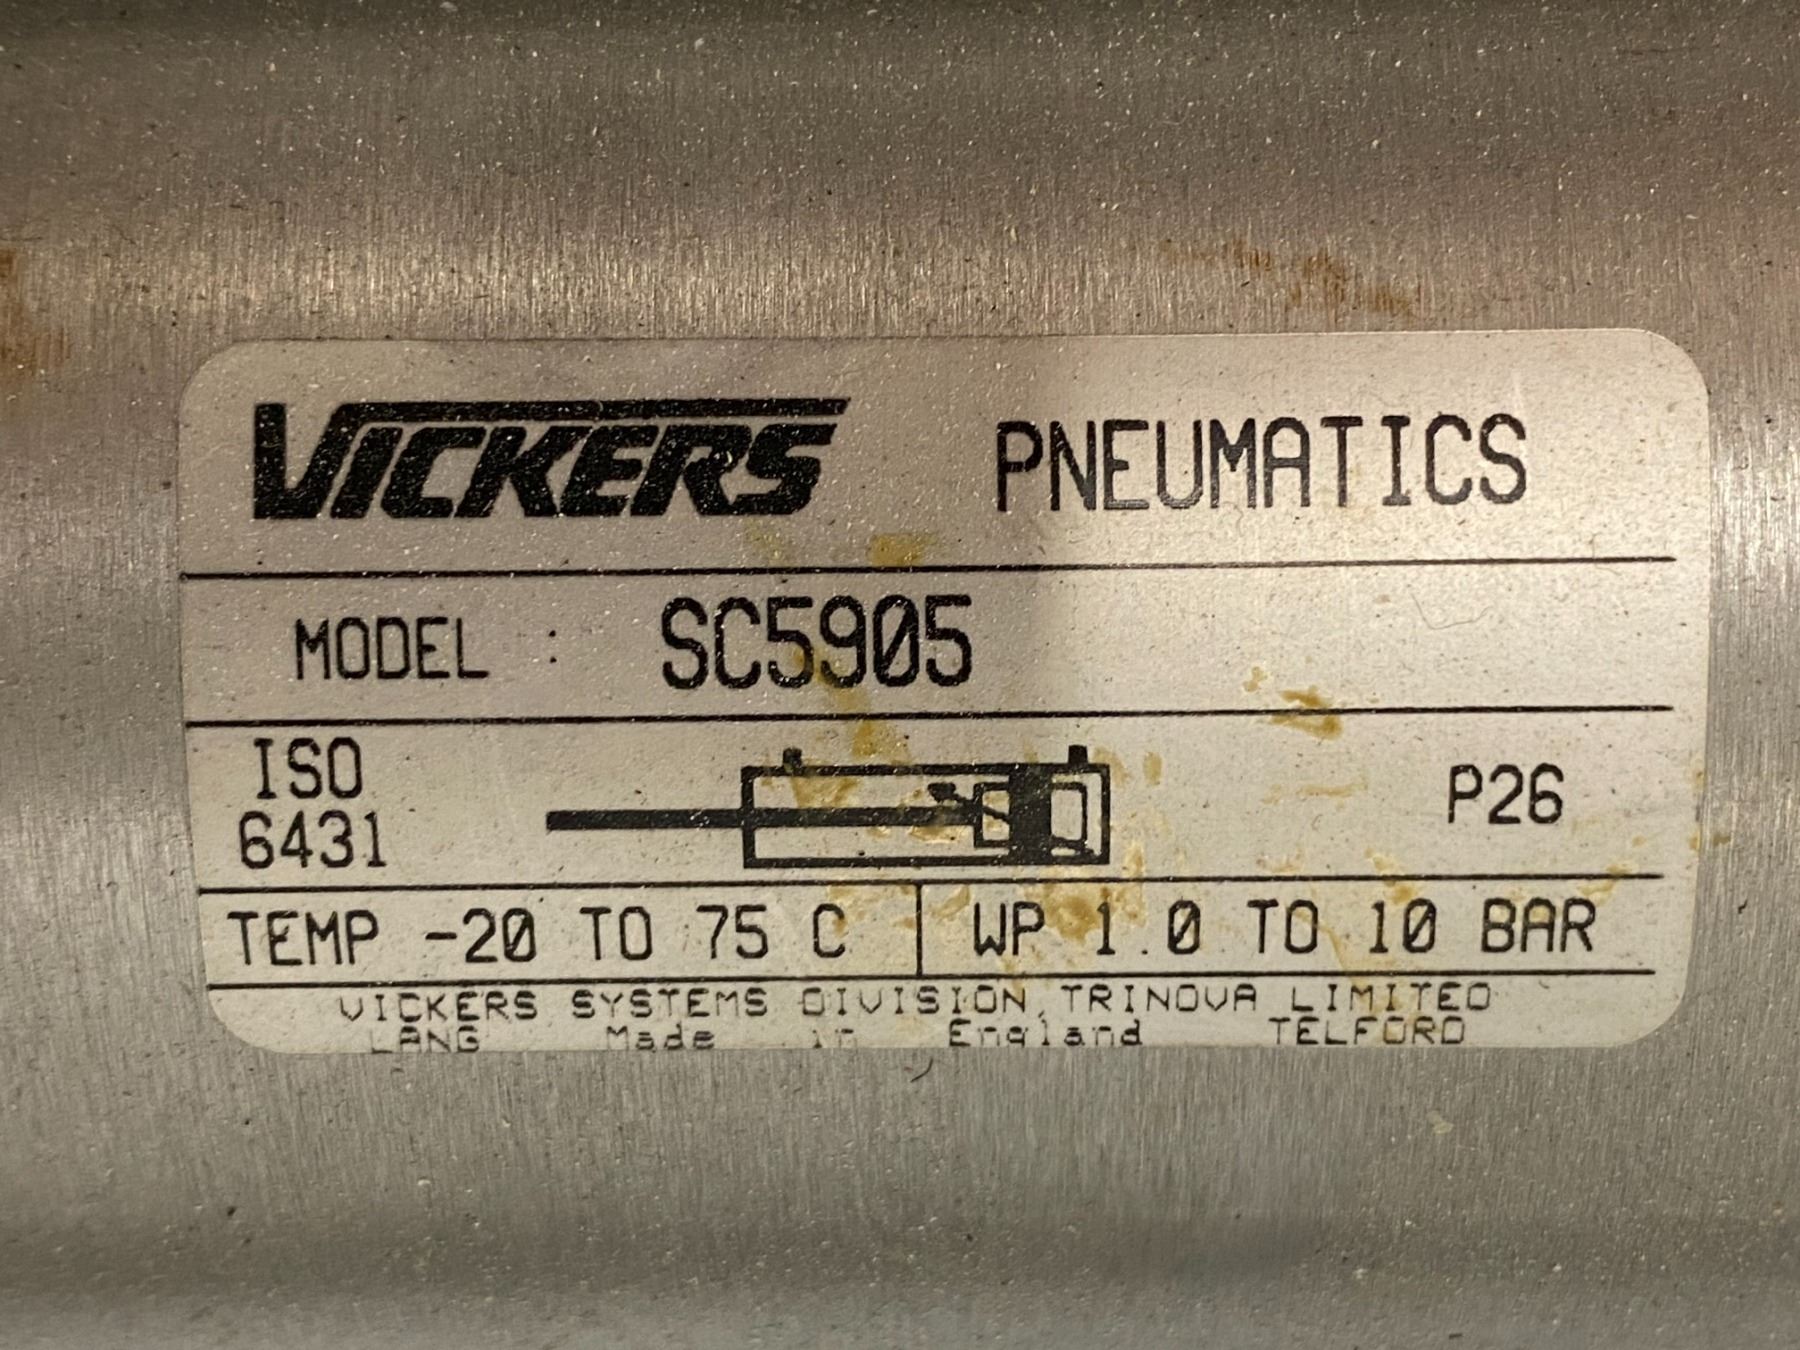 VICKERS PNEUMATICS
MODEL : SC5905
ISO
6431
P26
TEMP -20 TO 75 C WP 1.0 TO 10 BAR
VICKERS SYSTEMS DIVISION, TRINOVA LIMITED
LANG Made in England TELFORD